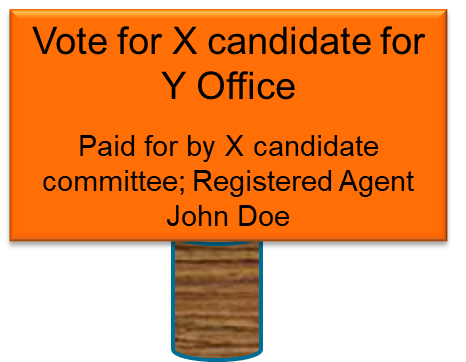 Vote for X candidate for
Y Office
Paid for by X candidate
committee; Registered Agent
John Doe